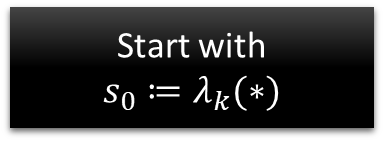 Start with
𝑠₀ ≔ 𝜆ₖ(∗)